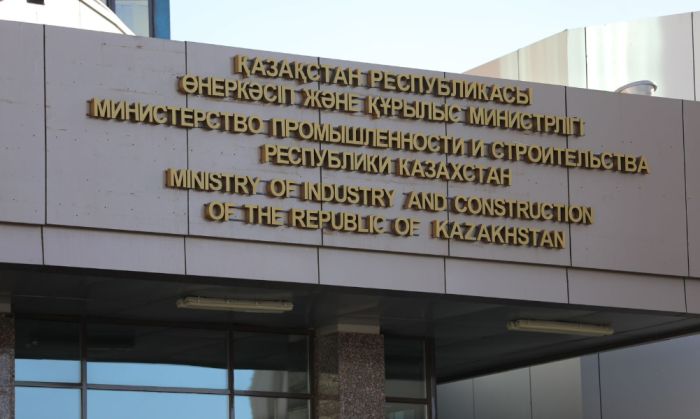 ҚАЗАҚСТАН РЕСПУБЛИКАСЫ
ӨНЕРКӘСІП ЖӘНЕ ҚҰРЫЛЫС МИНИСТРЛІГІ
МИНИСТЕРСТВО ПРОМЫШЛЕННОСТИ И СТРОИТЕЛЬСТВА
РЕСПУБЛИКИ КАЗАХСТАН
MINISTRY OF INDUSTRY AND CONSTRUCTION
OF THE REPUBLIC OF KAZAKHSTAN